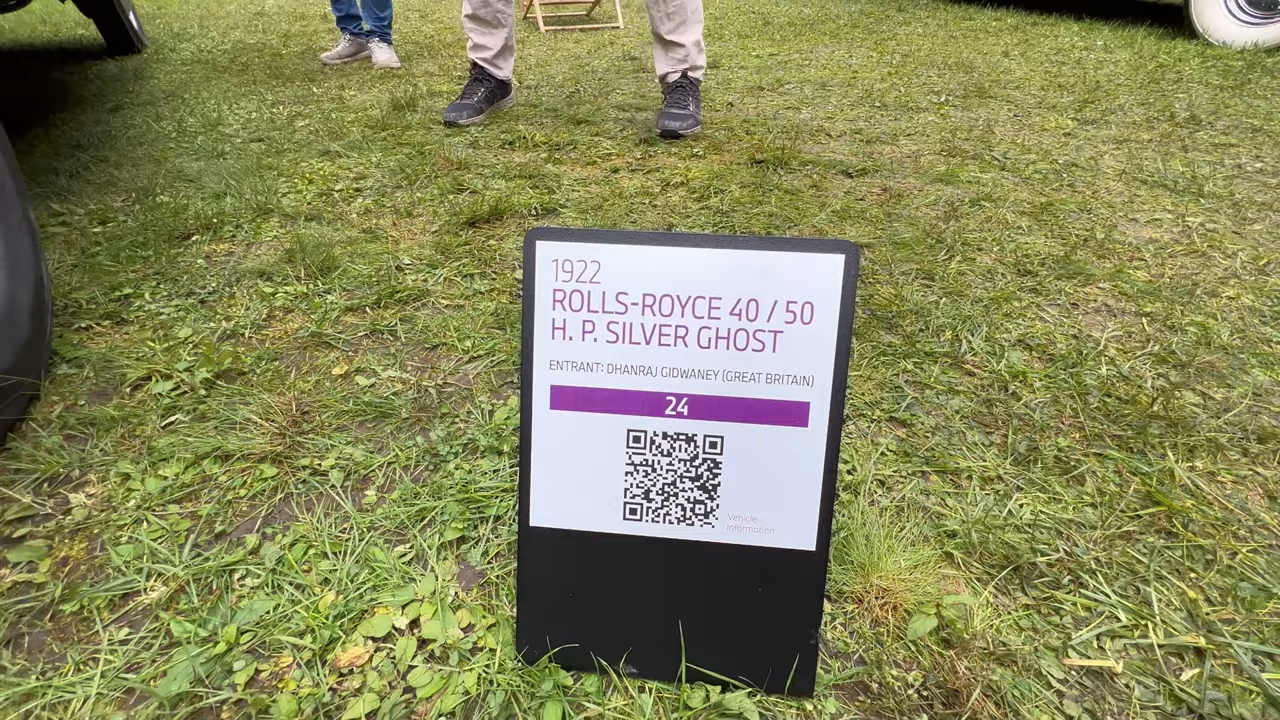 1922
ROLLS-ROYCE 40 / 50
H. P. SILVER GHOST
ENTRANT: DHANRAJ GIDWANEY (GREAT BRITAIN)
24
Vehicle
information